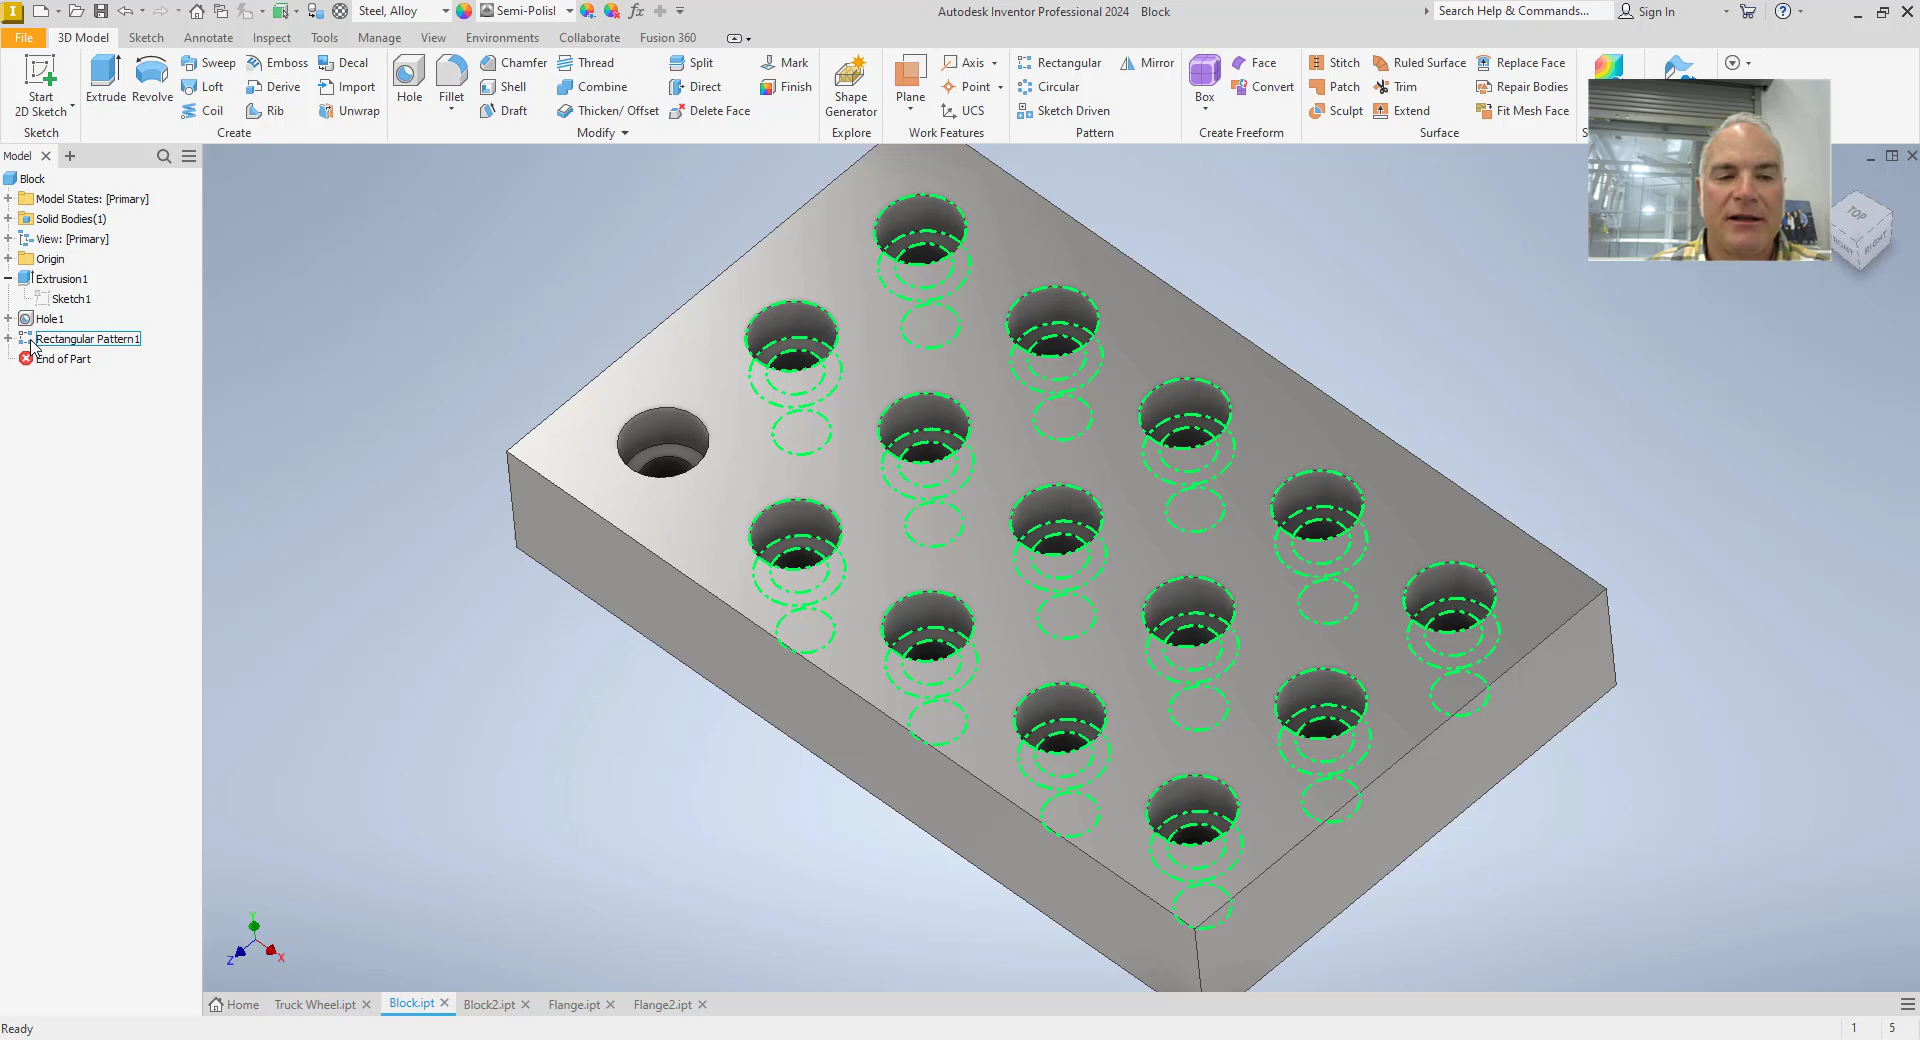 Steel, Alloy
Semi-Polish
fx
Autodesk Inventor Professional 2024 Block
Search Help & Commands...
Sign In
File
3D Model
Sketch
Annotate
Inspect
Tools
Manage
View
Environments
Collaborate
Fusion 360
Start
2D Sketch
Sketch
Extrude
Revolve
Sweep
Loft
Coil
Emboss
Derive
Rib
Decal
Import
Unwrap
Create
Hole
Fillet
Chamfer
Shell
Draft
Thread
Combine
Thicken/ Offset
Split
Direct
Delete Face
Modify
Mark
Finish
Shape
Generator
Explore
Plane
Axis
Point
UCS
Work Features
Rectangular
Circular
Sketch Driven
Mirror
Pattern
Box
Face
Convert
Create Freeform
Stitch
Patch
Sculpt
Ruled Surface
Trim
Extend
Replace Face
Repair Bodies
Fit Mesh Face
Surface
Model
Block
Model States: [Primary]
Solid Bodies(1)
View: [Primary]
Origin
Extrusion1
Sketch1
Hole1
Rectangular Pattern1
End of Part
TOP
FRONT
RIGHT
Y
Z
X
Home
Truck Wheel.ipt
Block.ipt
Block2.ipt
Flange.ipt
Flange2.ipt
Ready
1
5